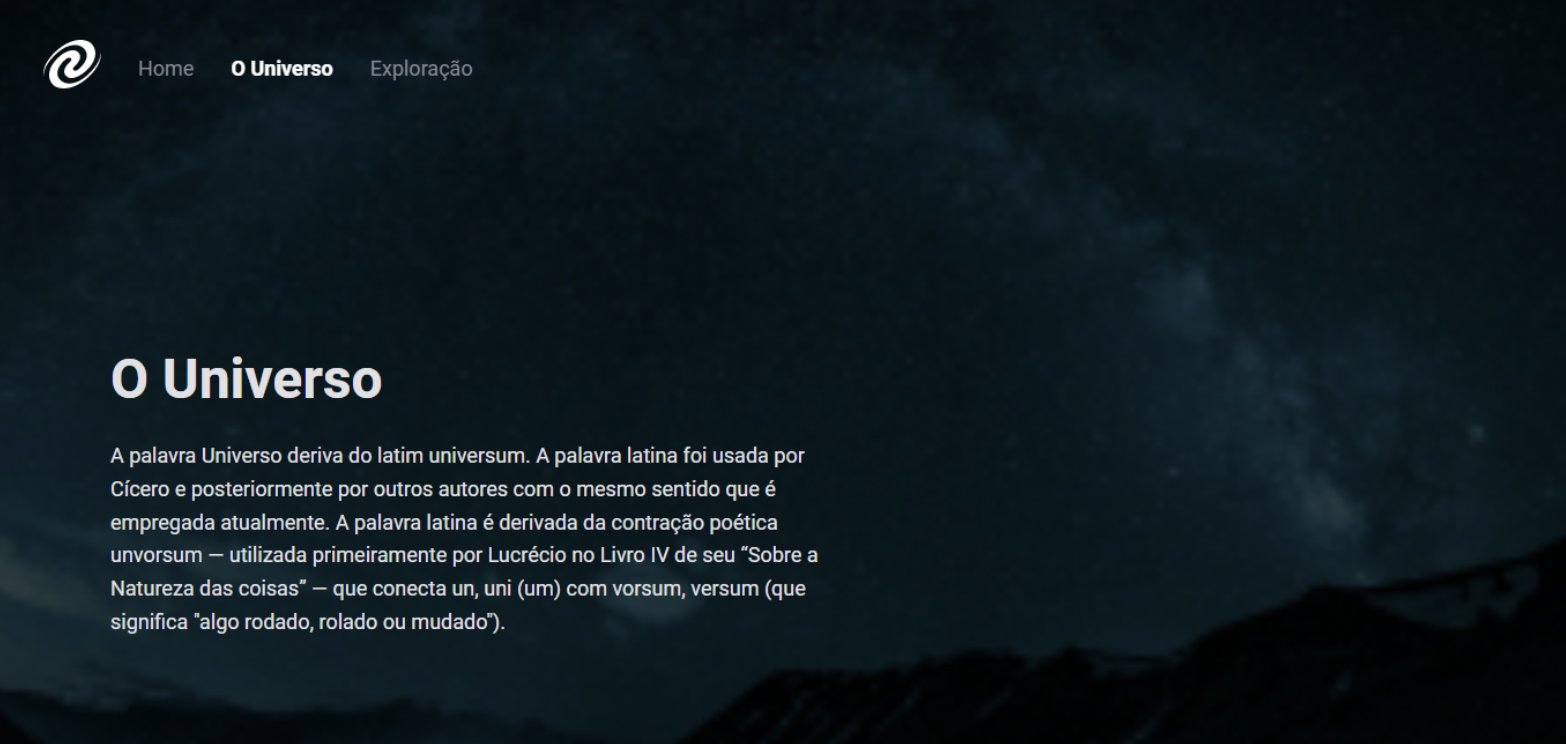 Home O Universo Exploração
O Universo
A palavra Universo deriva do latim universum. A palavra latina foi usada por
Cícero e posteriormente por outros autores com o mesmo sentido que é
empregada atualmente. A palavra latina é derivada da contração poética
unvorsum — utilizada primeiramente por Lucrécio no Livro IV de seu “Sobre a
Natureza das coisas” — que conecta un, uni (um) com vorsum, versum (que
significa "algo rodado, rolado ou mudado").